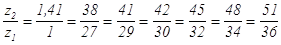 z₂/z₁ = 1,41/1 = 38/27 = 41/29 = 42/30 = 45/32 = 48/34 = 51/36